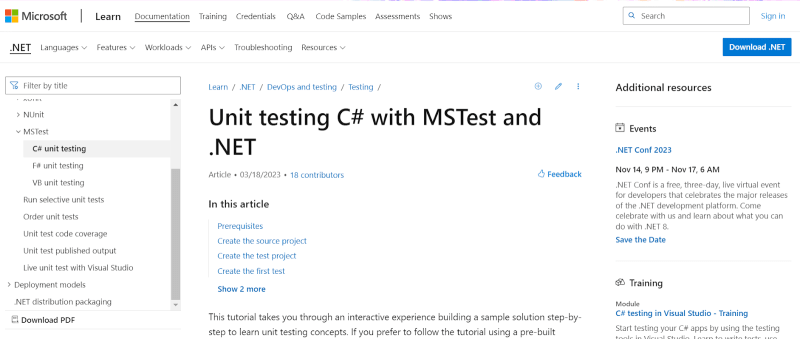 Microsoft
Learn
Documentation
Training
Credentials
Q&A
Code Samples
Assessments
Shows
Search
Sign in
.NET
Languages
Features
Workloads
APIs
Troubleshooting
Resources
Download .NET
Filter by title
xUnit
NUnit
MSTest
C# unit testing
F# unit testing
VB unit testing
Run selective unit tests
Order unit tests
Unit test code coverage
Unit test published output
Live unit test with Visual Studio
Deployment models
.NET distribution packaging
Download PDF
Learn / .NET / DevOps and testing / Testing /
Unit testing C# with MSTest and
.NET
Article • 03/18/2023 • 18 contributors
Feedback
In this article
Prerequisites
Create the source project
Create the test project
Create the first test
Show 2 more
This tutorial takes you through an interactive experience building a sample solution step-by-
step to learn unit testing concepts. If you prefer to follow the tutorial using a pre-built
Additional resources
Events
.NET Conf 2023
Nov 14, 9 PM - Nov 17, 6 AM
.NET Conf is a free, three-day, live virtual event
for developers that celebrates the major releases
of the .NET development platform. Come
celebrate with us and learn about what you can
do with .NET 8.
Save the Date
Training
Module
C# testing in Visual Studio - Training
Start testing your C# apps by using the testing
tools in Visual Studio. Learn to write tests, use